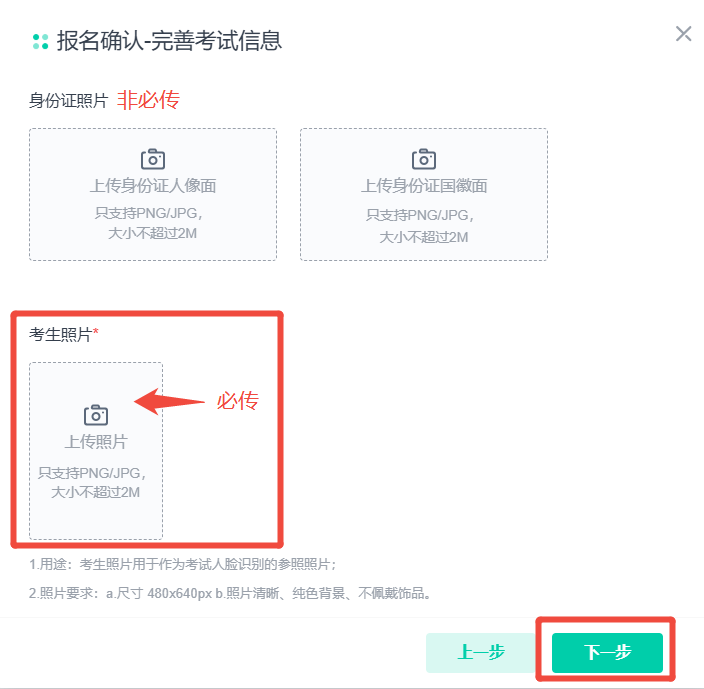 报名确认-完善考试信息
身份证照片 非必传
上传身份证人像面
只支持PNG/JPG，
大小不超过2M
上传身份证国徽面
只支持PNG/JPG，
大小不超过2M
考生照片*
必传
上传照片
只支持PNG/JPG，
大小不超过2M
1.用途：考生照片用于作为考试人脸识别的参照照片；
2.照片要求：a.尺寸 480x640px b.照片清晰、纯色背景、不佩戴饰品。
上一步
下一步